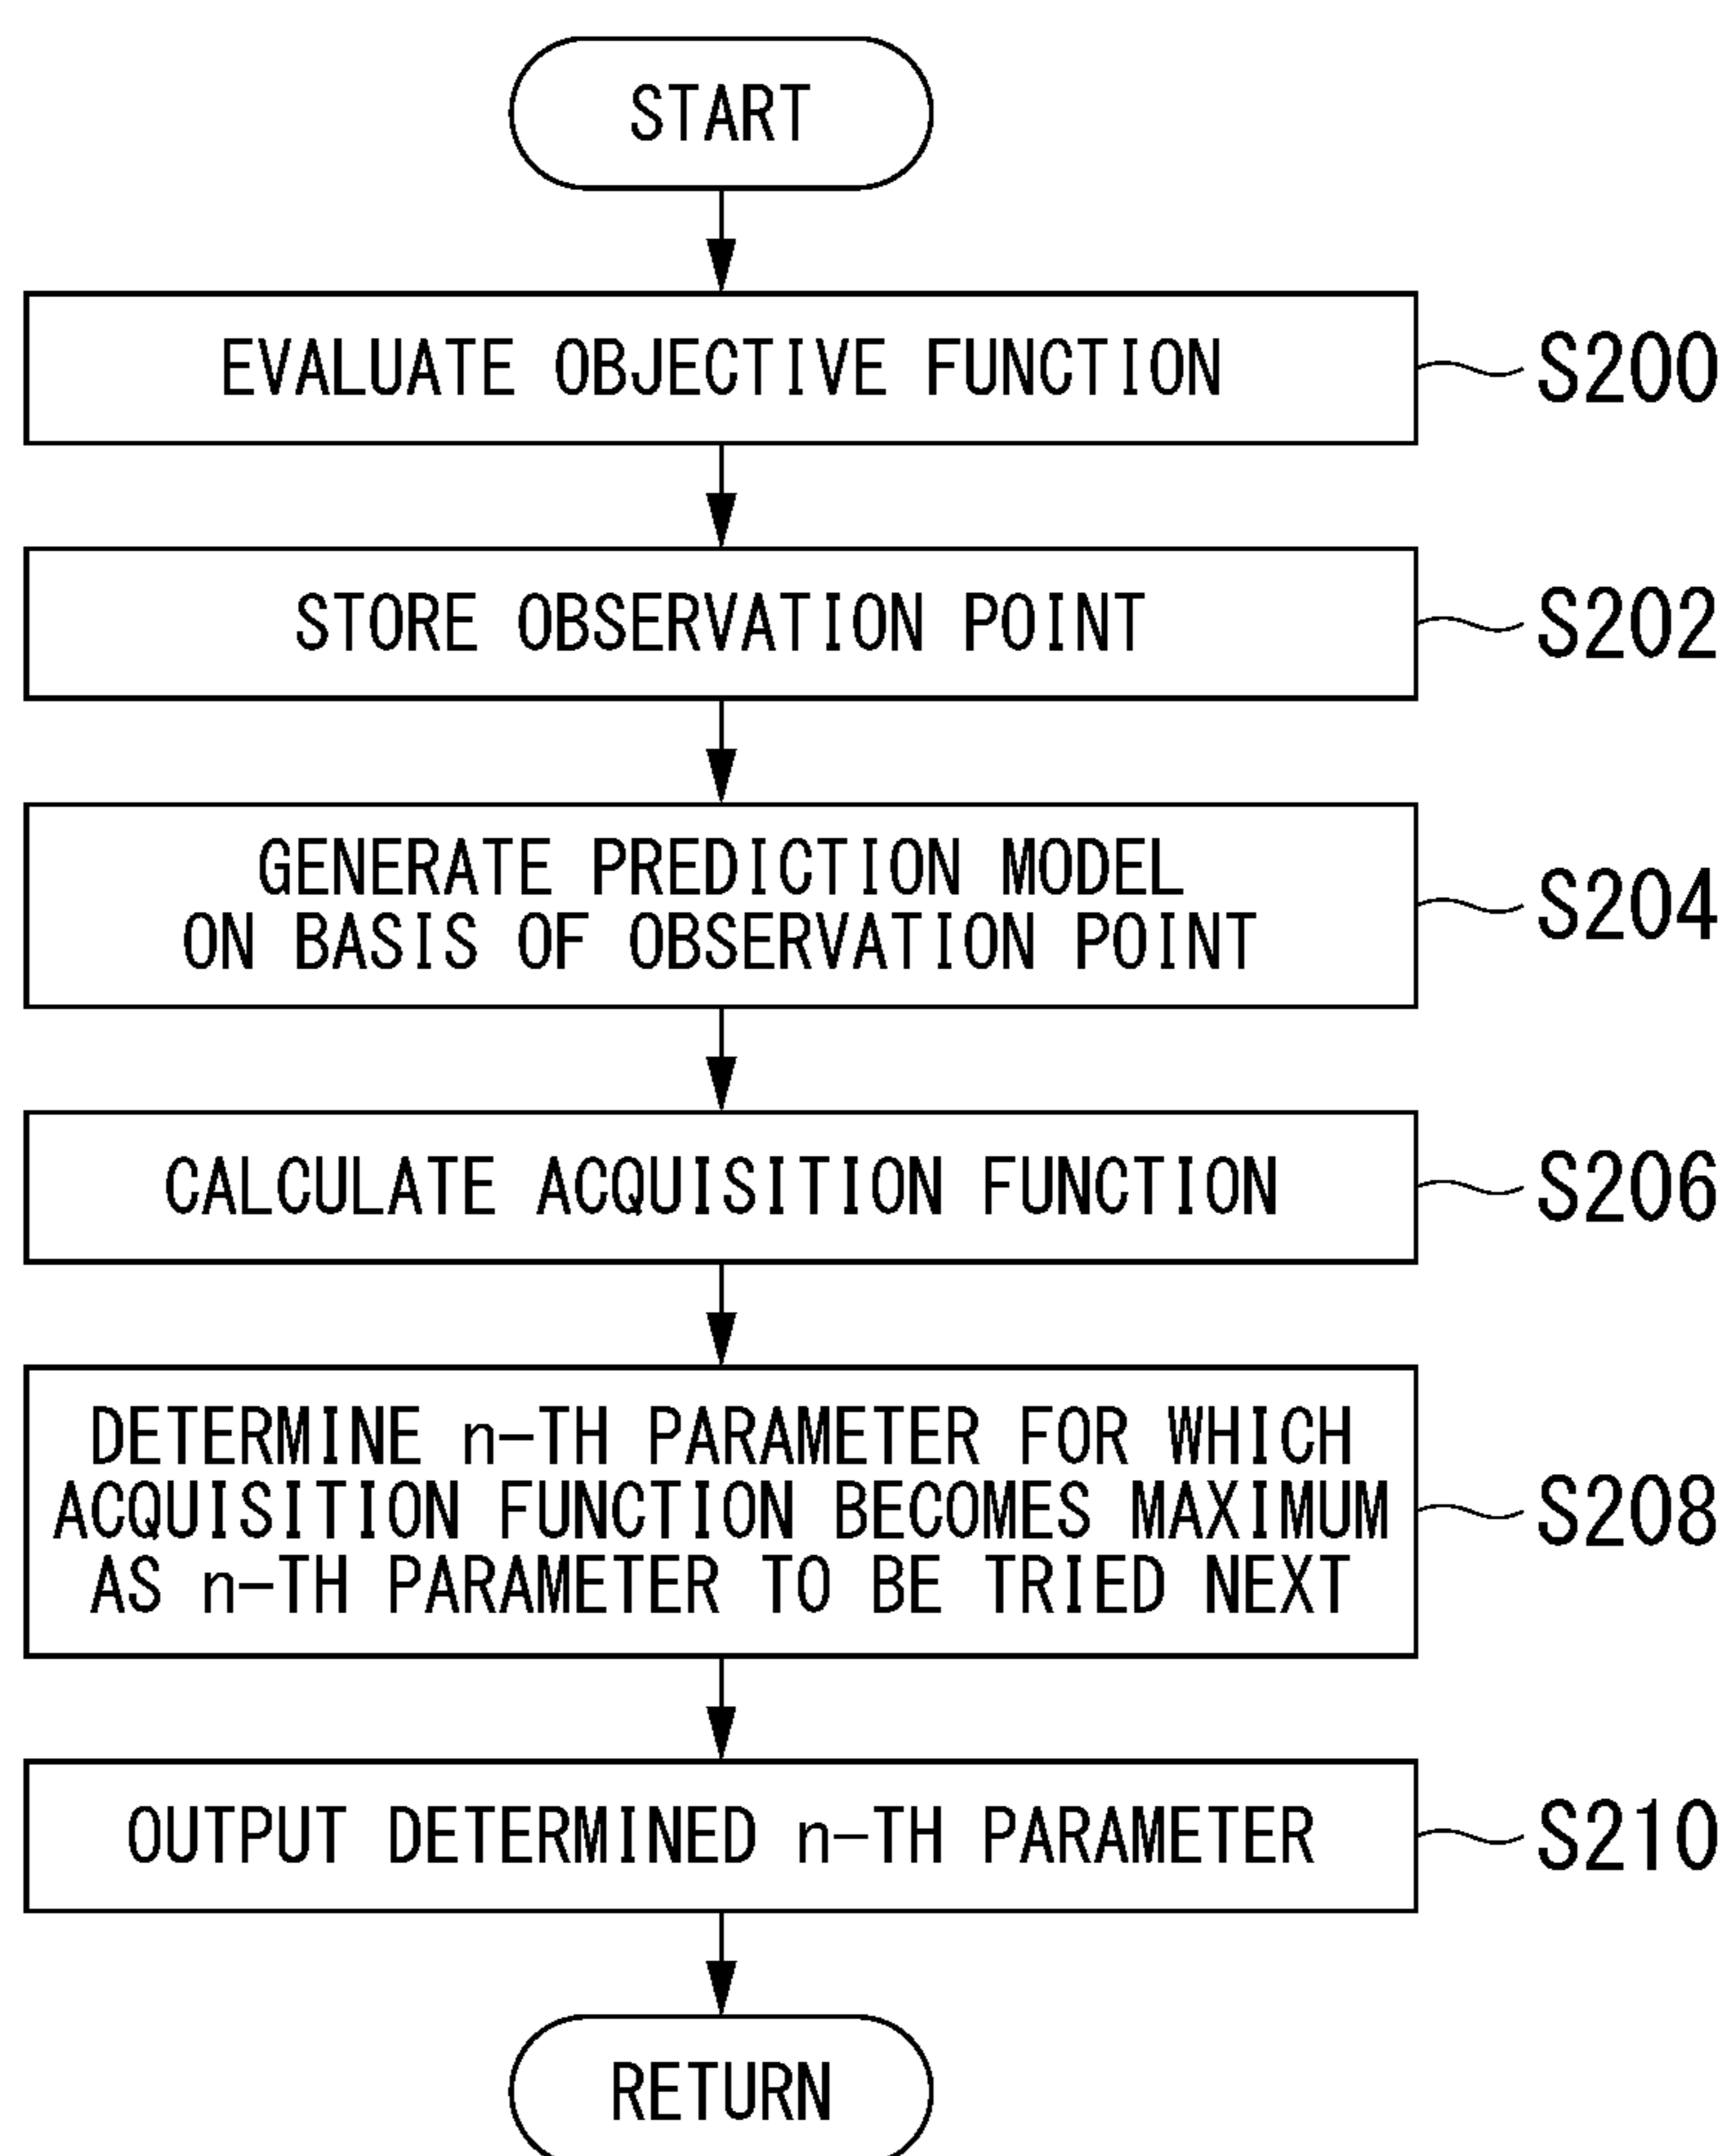 START
EVALUATE OBJECTIVE FUNCTION
S200
STORE OBSERVATION POINT
S202
GENERATE PREDICTION MODEL
ON BASIS OF OBSERVATION POINT
S204
CALCULATE ACQUISITION FUNCTION
S206
DETERMINE n-TH PARAMETER FOR WHICH
ACQUISITION FUNCTION BECOMES MAXIMUM
AS n-TH PARAMETER TO BE TRIED NEXT
S208
OUTPUT DETERMINED n-TH PARAMETER
S210
RETURN